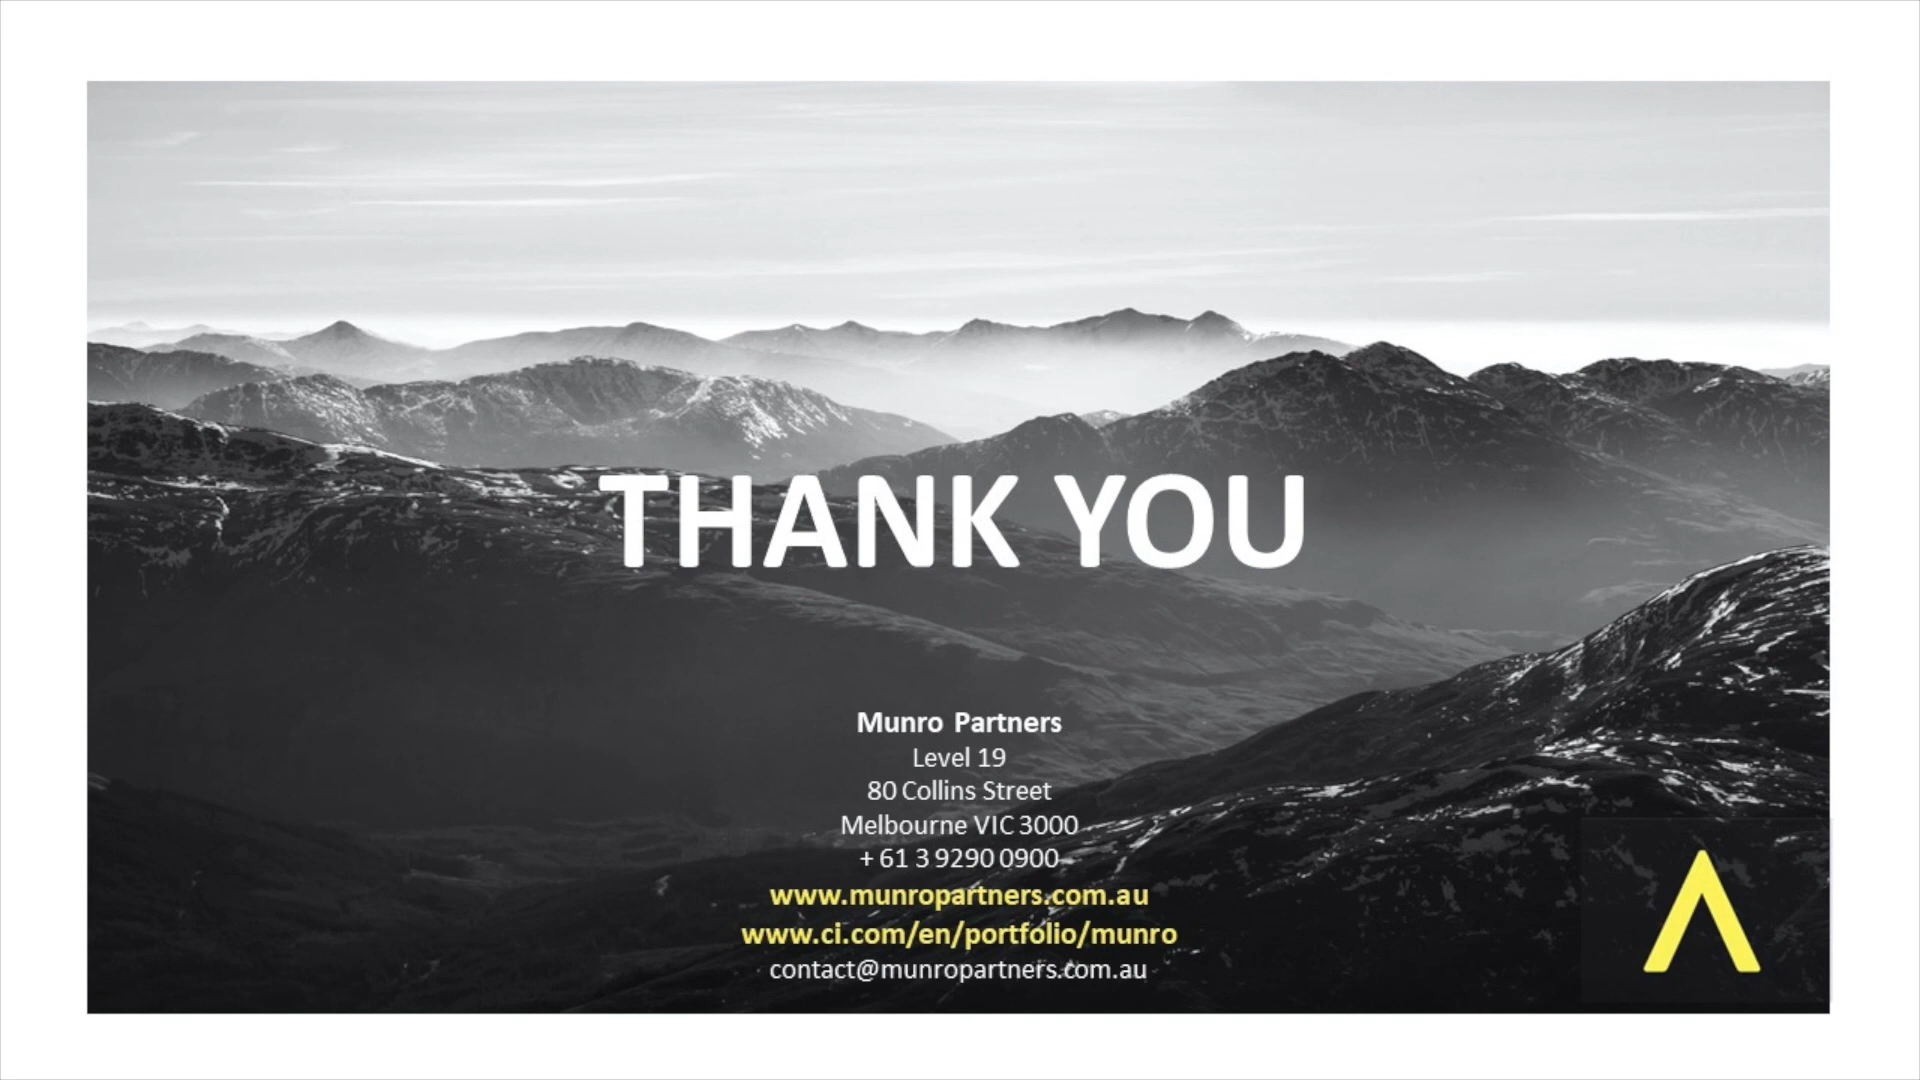 THANK YOU
Munro Partners
Level 19
80 Collins Street
Melbourne VIC 3000
+ 61 3 9290 0900
www.munropartners.com.au
www.ci.com/en/portfolio/munro
contact@munropartners.com.au